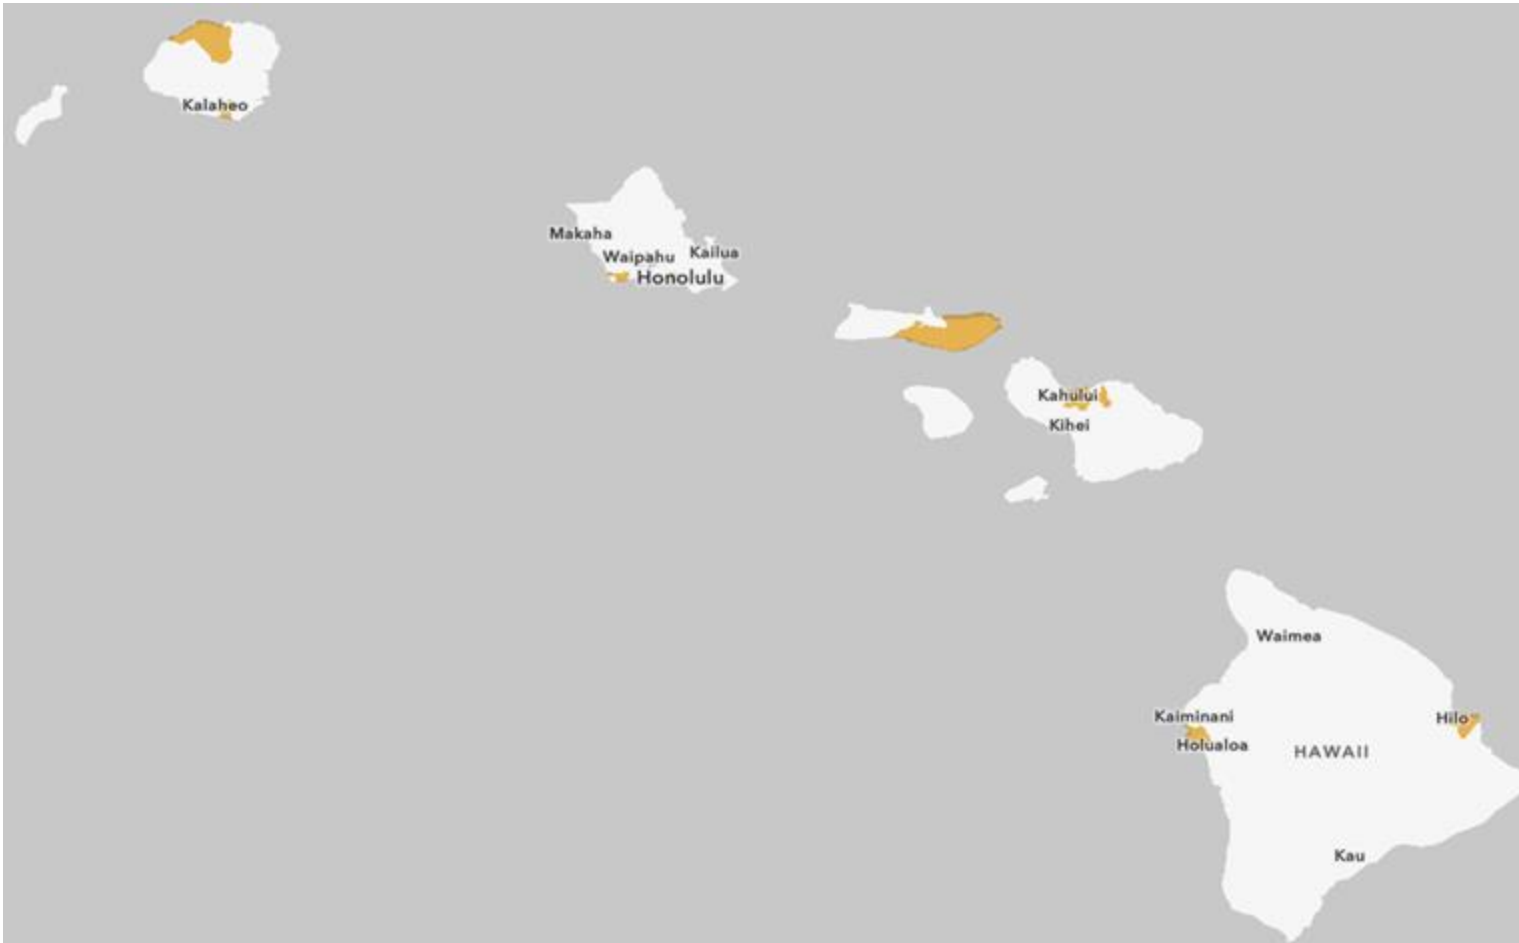 Kalaheo
Makaha
Waipahu
Kailua
Honolulu
Kahului
Kihei
Waimea
Kaiminani
Hilo
Holualoa
HAWAII
Kau